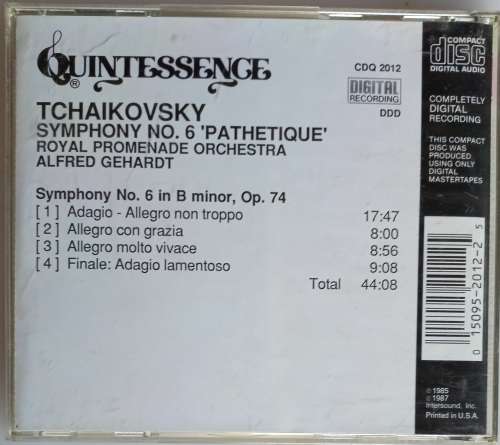 QUINTESSENCE
®
CDQ 2012
DIGITAL
RECORDING
DDD
TCHAIKOVSKY
SYMPHONY NO. 6 'PATHETIQUE'
ROYAL PROMENADE ORCHESTRA
ALFRED GEHARDT
Symphony No. 6 in B minor, Op. 74
[ 1 ] Adagio - Allegro non troppo 17:47
[ 2 ] Allegro con grazia 8:00
[ 3 ] Allegro molto vivace 8:56
[ 4 ] Finale: Adagio lamentoso 9:08
Total 44:08
COMPACT
disc
DIGITAL AUDIO
COMPLETELY
DIGITAL
RECORDING
THIS COMPACT
DISC WAS
PRODUCED
USING ONLY
DIGITAL
MASTERTAPES
0 15095-2012-2 5
℗ 1985
© 1987
Intersound, Inc.
Printed in U.S.A.